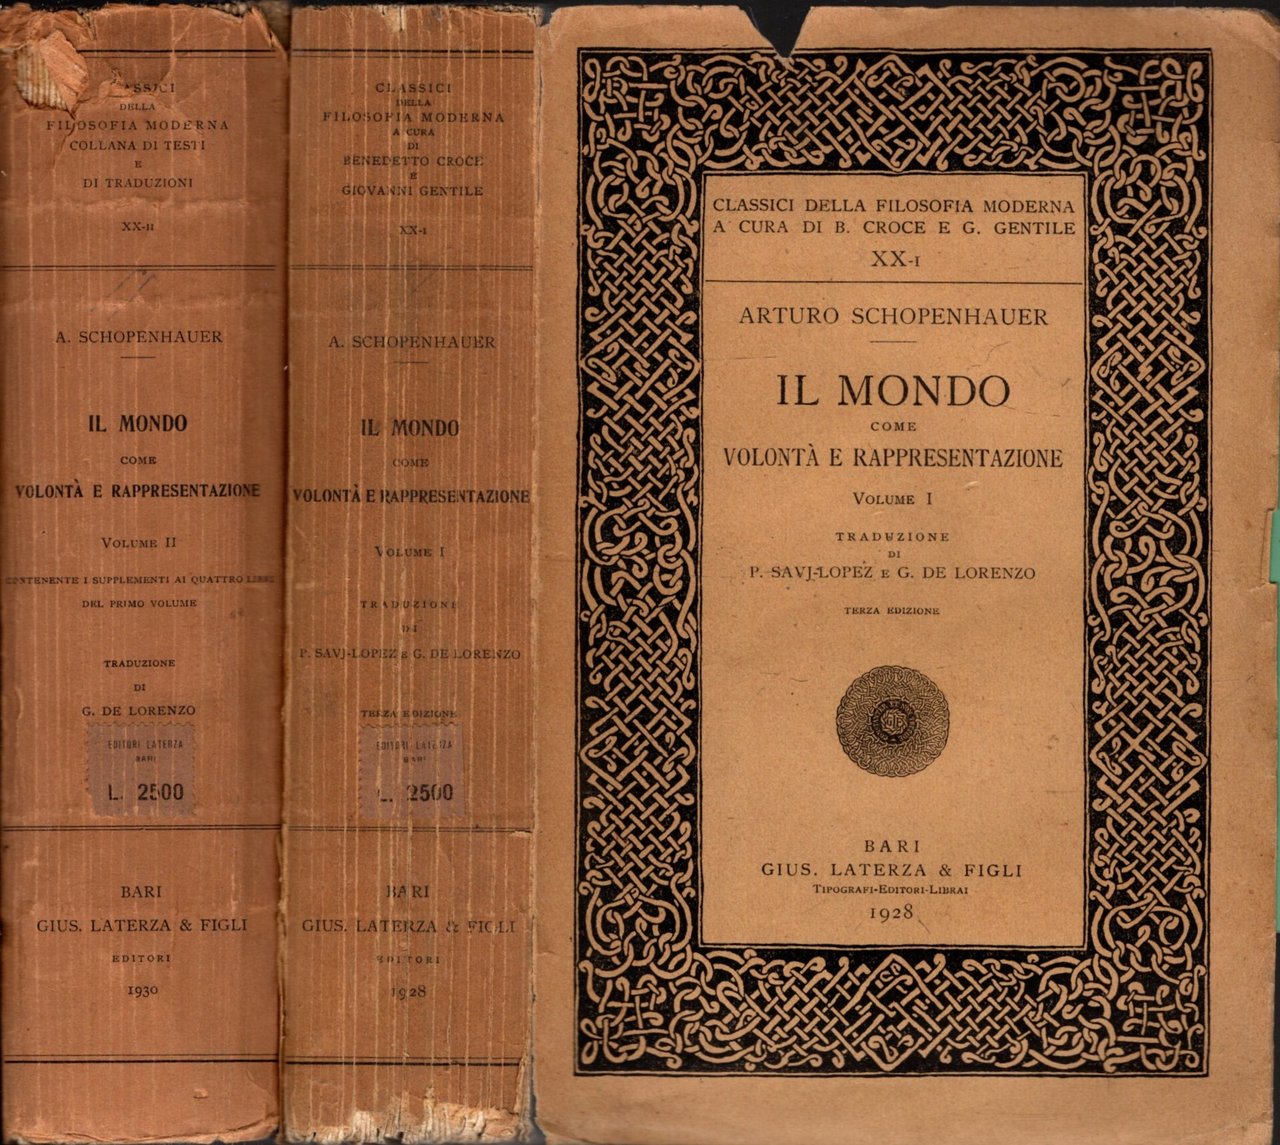 CLASSICI
DELLA
FILOSOFIA MODERNA
COLLANA DI TESTI
E
DI TRADUZIONI
XX-II
A. SCHOPENHAUER
IL MONDO
COME
VOLONTÀ E RAPPRESENTAZIONE
VOLUME II
CONTENENTE I SUPPLEMENTI AI QUATTRO LIBRI
DEL PRIMO VOLUME
TRADUZIONE
DI
G. DE LORENZO
EDITORI LATERZA
BARI
L. 2500
BARI
GIUS. LATERZA & FIGLI
EDITORI
1930
CLASSICI
DELLA
FILOSOFIA MODERNA
A CURA
DI
BENEDETTO CROCE
E
GIOVANNI GENTILE
XX-I
A. SCHOPENHAUER
IL MONDO
COME
VOLONTÀ E RAPPRESENTAZIONE
VOLUME I
TRADUZIONE
DI
P. SAVJ-LOPEZ E G. DE LORENZO
TERZA EDIZIONE
EDITORI LATERZA
BARI
L. 2500
BARI
GIUS. LATERZA & FIGLI
EDITORI
1928
CLASSICI DELLA FILOSOFIA MODERNA
A CURA DI B. CROCE E G. GENTILE
XX-I
ARTURO SCHOPENHAUER
IL MONDO
COME
VOLONTÀ E RAPPRESENTAZIONE
VOLUME I
TRADUZIONE
DI
P. SAVJ-LOPEZ E G. DE LORENZO
TERZA EDIZIONE
BARI
GIUS. LATERZA & FIGLI
TIPOGRAFI-EDITORI-LIBRAI
1928